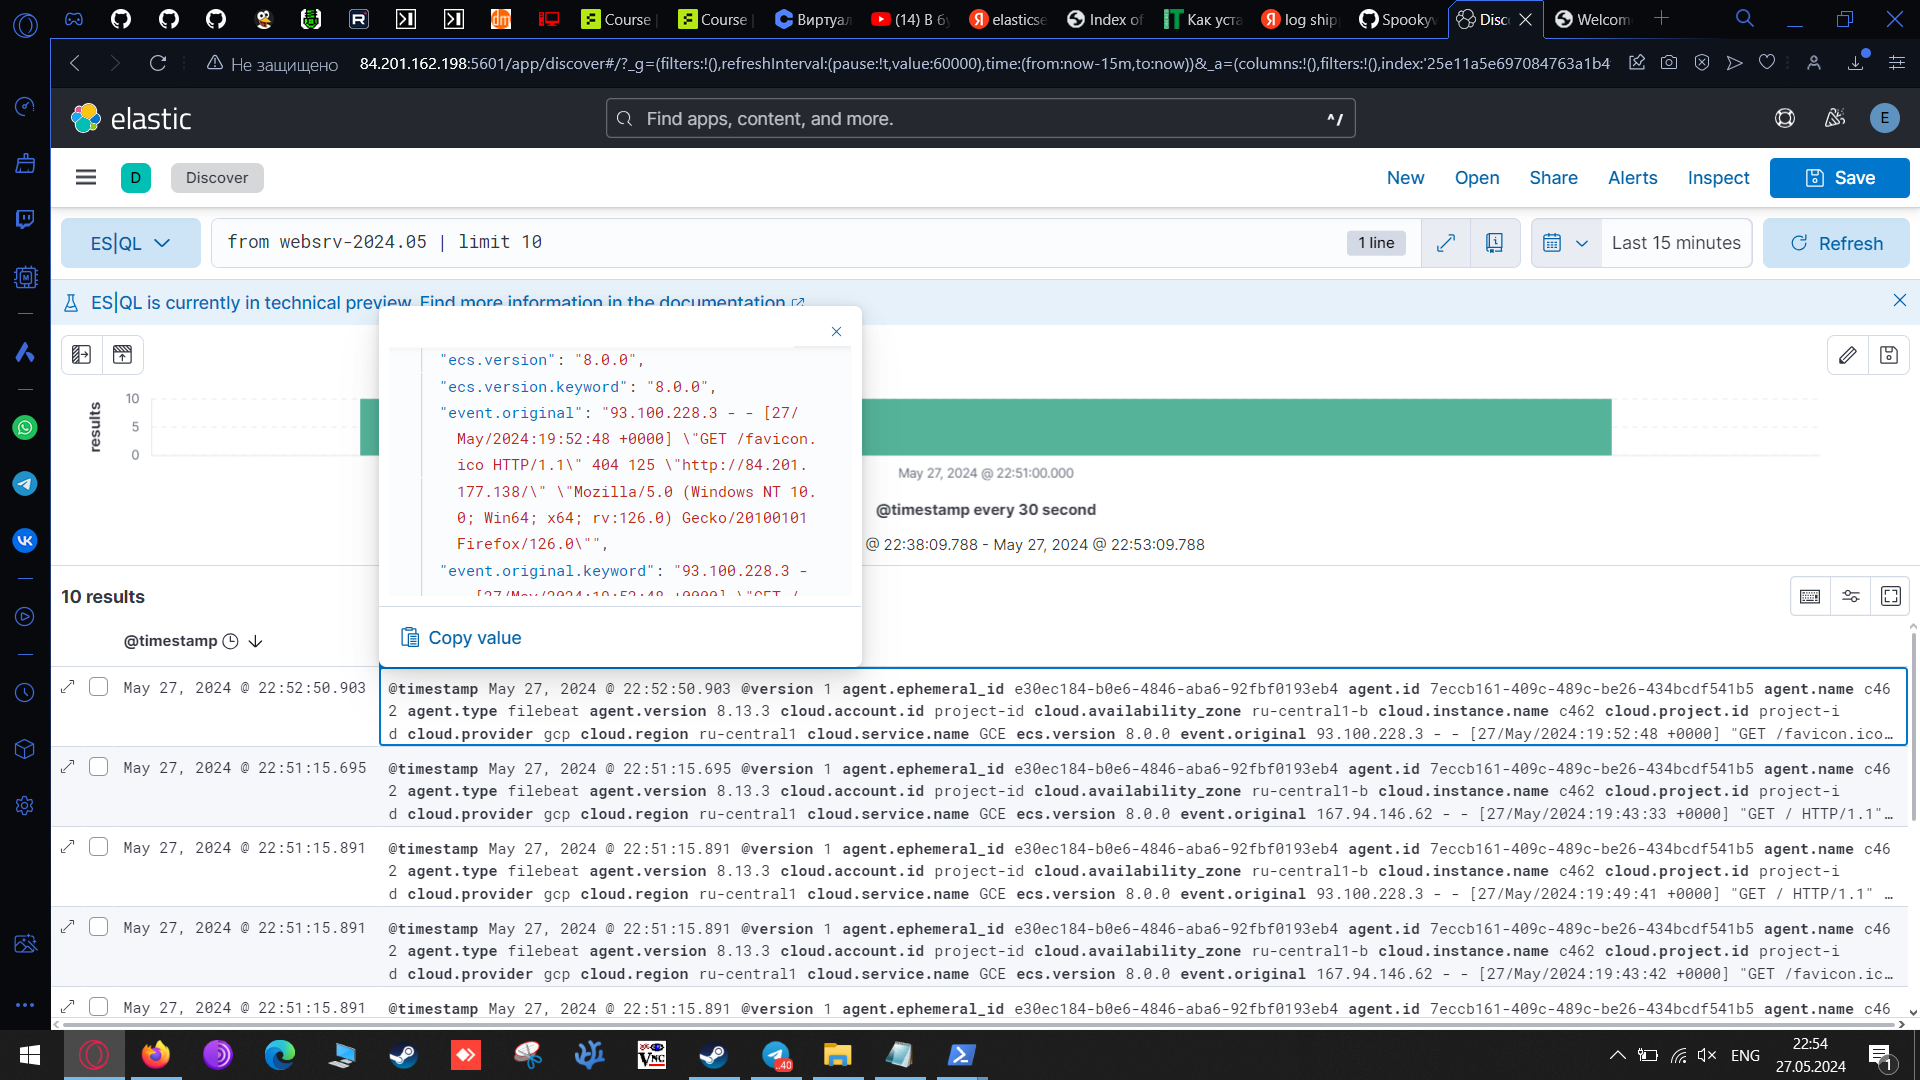 Course
Course
Виртуал
(14) В бу
elasticse
Index of
Как уста
log ship
Spookyv
Disc
Welcom
Не защищено
84.201.162.198:5601/app/discover#/?_g=(filters:!(),refreshInterval:(pause:!t,value:60000),time:(from:now-15m,to:now))&_a=(columns:!(),filters:!(),index:'25e11a5e697084763a1b4
elastic
Find apps, content, and more.
^/
E
D
Discover
New
Open
Share
Alerts
Inspect
Save
ES|QL
from websrv-2024.05 | limit 10
1 line
Last 15 minutes
Refresh
ES|QL is currently in technical preview. Find more information in the documentation
"ecs.version": "8.0.0",
"ecs.version.keyword": "8.0.0",
"event.original": "93.100.228.3 - - [27/
May/2024:19:52:48 +0000] \"GET /favicon.
ico HTTP/1.1\" 404 125 \"http://84.201.
177.138/\" \"Mozilla/5.0 (Windows NT 10.
0; Win64; x64; rv:126.0) Gecko/20100101
Firefox/126.0\"",
"event.original.keyword": "93.100.228.3 -
- [27/May/2024:19:52:48 +0000] \"GET /
Copy value
results
10
5
0
May 27, 2024 @ 22:51:00.000
@timestamp every 30 second
@ 22:38:09.788 - May 27, 2024 @ 22:53:09.788
10 results
@timestamp
May 27, 2024 @ 22:52:50.903
@timestamp May 27, 2024 @ 22:52:50.903 @version 1 agent.ephemeral_id e30ec184-b0e6-4846-aba6-92fbf0193eb4 agent.id 7eccb161-409c-489c-be26-434bcdf541b5 agent.name c46
2 agent.type filebeat agent.version 8.13.3 cloud.account.id project-id cloud.availability_zone ru-central1-b cloud.instance.name c462 cloud.project.id project-i
d cloud.provider gcp cloud.region ru-central1 cloud.service.name GCE ecs.version 8.0.0 event.original 93.100.228.3 - - [27/May/2024:19:52:48 +0000] "GET /favicon.ico…
May 27, 2024 @ 22:51:15.695
@timestamp May 27, 2024 @ 22:51:15.695 @version 1 agent.ephemeral_id e30ec184-b0e6-4846-aba6-92fbf0193eb4 agent.id 7eccb161-409c-489c-be26-434bcdf541b5 agent.name c46
2 agent.type filebeat agent.version 8.13.3 cloud.account.id project-id cloud.availability_zone ru-central1-b cloud.instance.name c462 cloud.project.id project-i
d cloud.provider gcp cloud.region ru-central1 cloud.service.name GCE ecs.version 8.0.0 event.original 167.94.146.62 - - [27/May/2024:19:43:33 +0000] "GET / HTTP/1.1"…
May 27, 2024 @ 22:51:15.891
@timestamp May 27, 2024 @ 22:51:15.891 @version 1 agent.ephemeral_id e30ec184-b0e6-4846-aba6-92fbf0193eb4 agent.id 7eccb161-409c-489c-be26-434bcdf541b5 agent.name c46
2 agent.type filebeat agent.version 8.13.3 cloud.account.id project-id cloud.availability_zone ru-central1-b cloud.instance.name c462 cloud.project.id project-i
d cloud.provider gcp cloud.region ru-central1 cloud.service.name GCE ecs.version 8.0.0 event.original 93.100.228.3 - - [27/May/2024:19:49:41 +0000] "GET / HTTP/1.1" …
May 27, 2024 @ 22:51:15.891
@timestamp May 27, 2024 @ 22:51:15.891 @version 1 agent.ephemeral_id e30ec184-b0e6-4846-aba6-92fbf0193eb4 agent.id 7eccb161-409c-489c-be26-434bcdf541b5 agent.name c46
2 agent.type filebeat agent.version 8.13.3 cloud.account.id project-id cloud.availability_zone ru-central1-b cloud.instance.name c462 cloud.project.id project-i
d cloud.provider gcp cloud.region ru-central1 cloud.service.name GCE ecs.version 8.0.0 event.original 167.94.146.62 - - [27/May/2024:19:43:42 +0000] "GET /favicon.ic…
May 27, 2024 @ 22:51:15.891
@timestamp May 27, 2024 @ 22:51:15.891 @version 1 agent.ephemeral_id e30ec184-b0e6-4846-aba6-92fbf0193eb4 agent.id 7eccb161-409c-489c-be26-434bcdf541b5 agent.name c46
VNC
40
ENG
22:54
27.05.2024
1